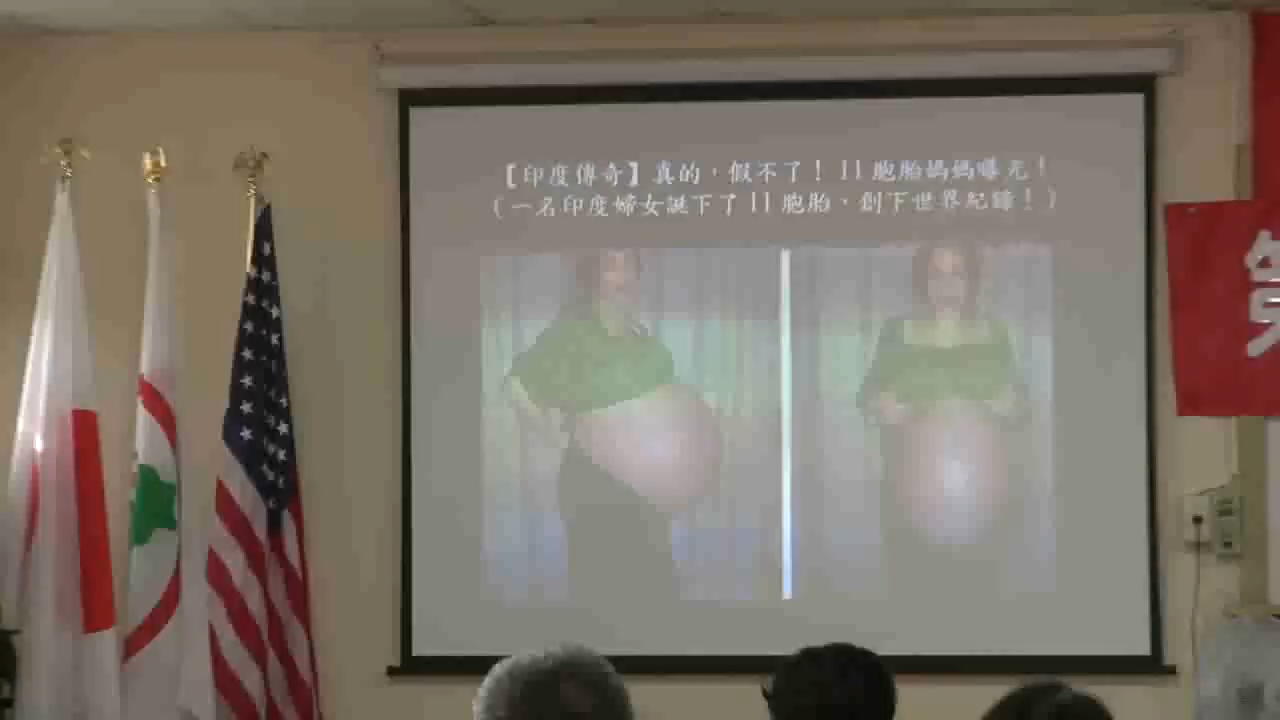 【印度傳奇】真的，假不了！11胞胎媽媽曝光！
（一名印度婦女誕下了11胞胎，創下世界紀錄！）